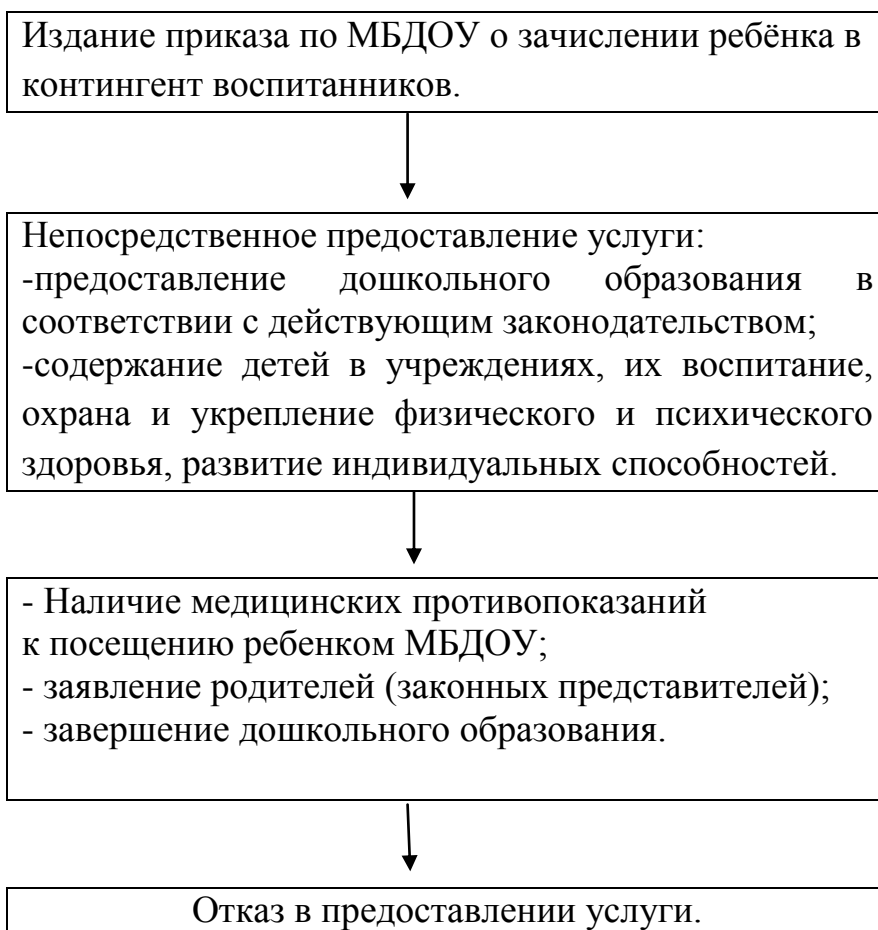 Издание приказа по МБДОУ о зачислении ребёнка в
контингент воспитанников.
Непосредственное предоставление услуги:
-предоставление дошкольного образования в
соответствии с действующим законодательством;
-содержание детей в учреждениях, их воспитание,
охрана и укрепление физического и психического
здоровья, развитие индивидуальных способностей.
- Наличие медицинских противопоказаний
к посещению ребенком МБДОУ;
- заявление родителей (законных представителей);
- завершение дошкольного образования.
Отказ в предоставлении услуги.